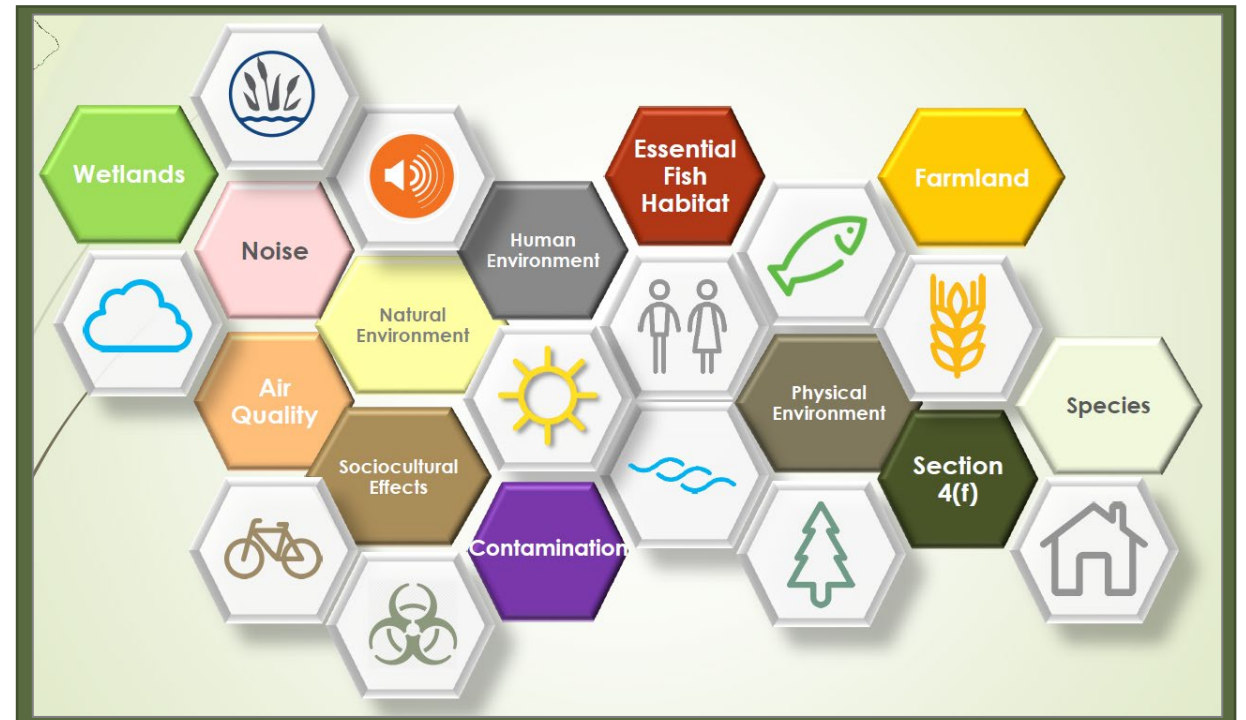 Wetlands
Noise
Natural
Environment
Human
Environment
Essential
Fish
Habitat
Farmland
Air
Quality
Sociocultural
Effects
Contamination
Physical
Environment
Section
4(f)
Species